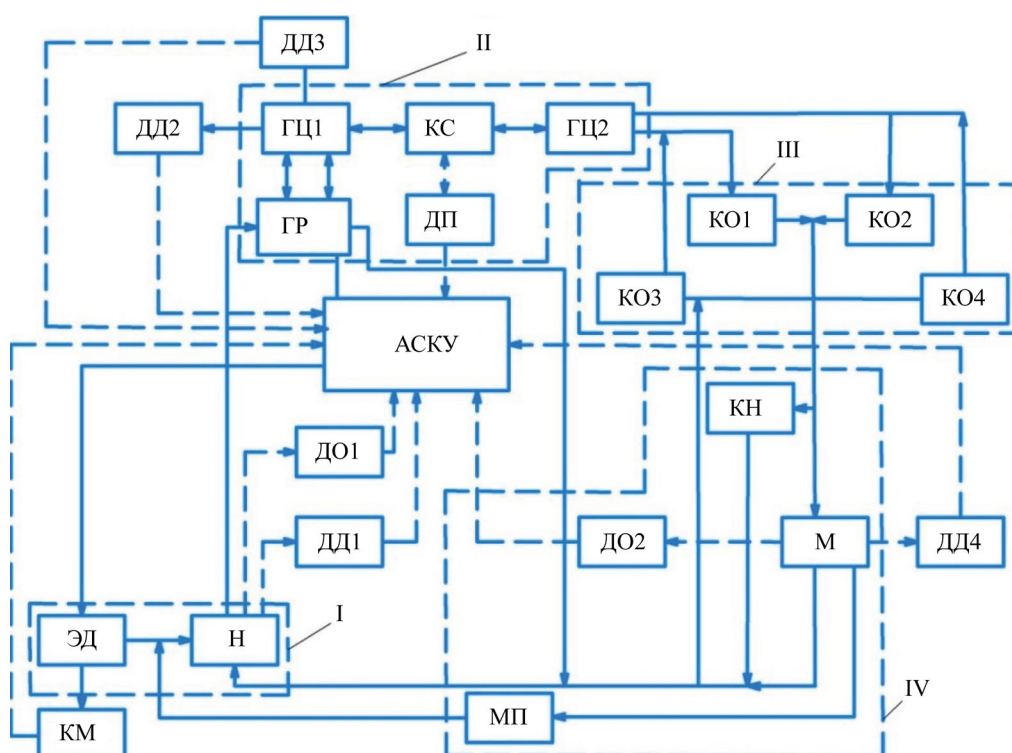 ДД3
II
ДД2
ГЦ1
КС
ГЦ2
III
ГР
ДП
КО1
КО2
КО3
КО4
АСКУ
КН
ДО1
ДД1
ДО2
М
ДД4
I
ЭД
Н
IV
МП
КМ